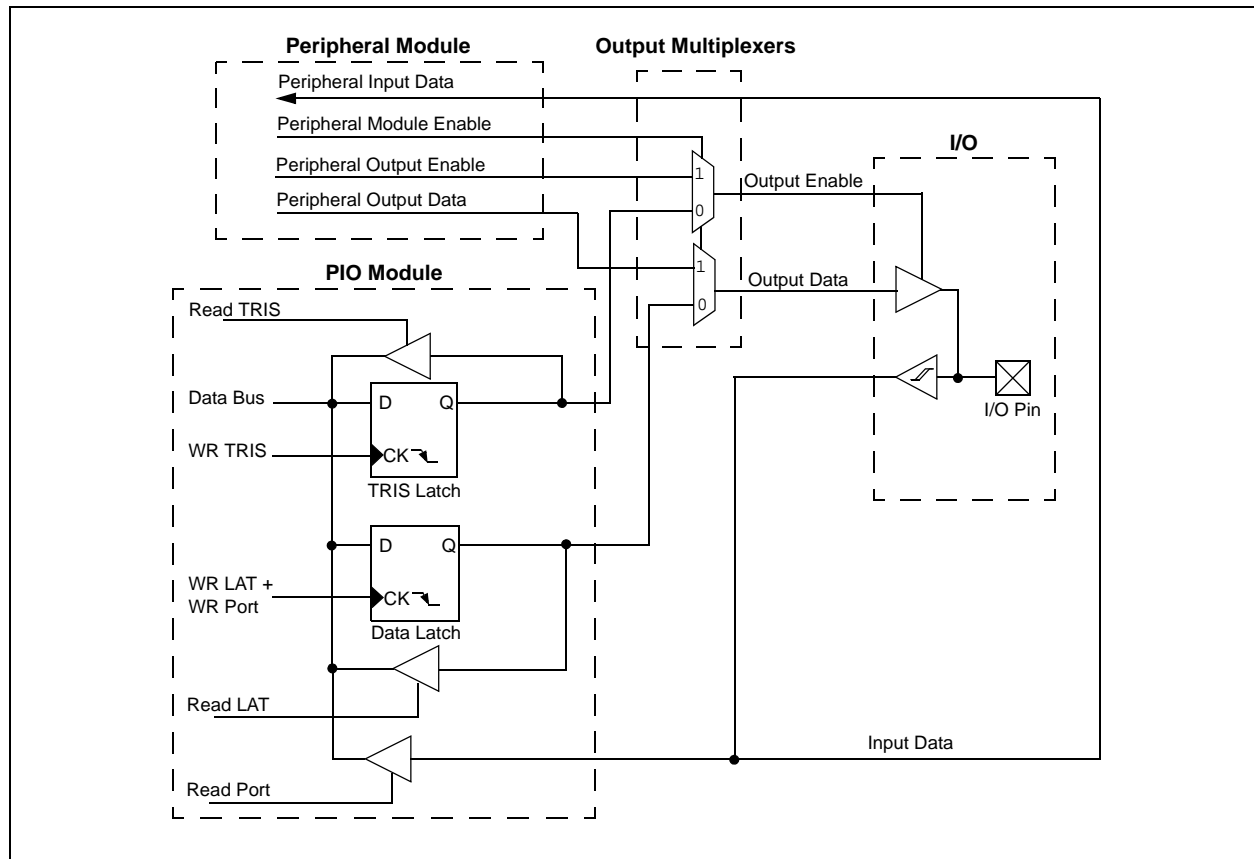 Peripheral Module
Output Multiplexers
Peripheral Input Data
Peripheral Module Enable
I/O
Peripheral Output Enable
1
Output Enable
Peripheral Output Data
0
PIO Module
1
Output Data
0
Read TRIS
Data Bus
D
Q
I/O Pin
WR TRIS
CK
TRIS Latch
D
Q
WR LAT +
WR Port
CK
Data Latch
Read LAT
Input Data
Read Port